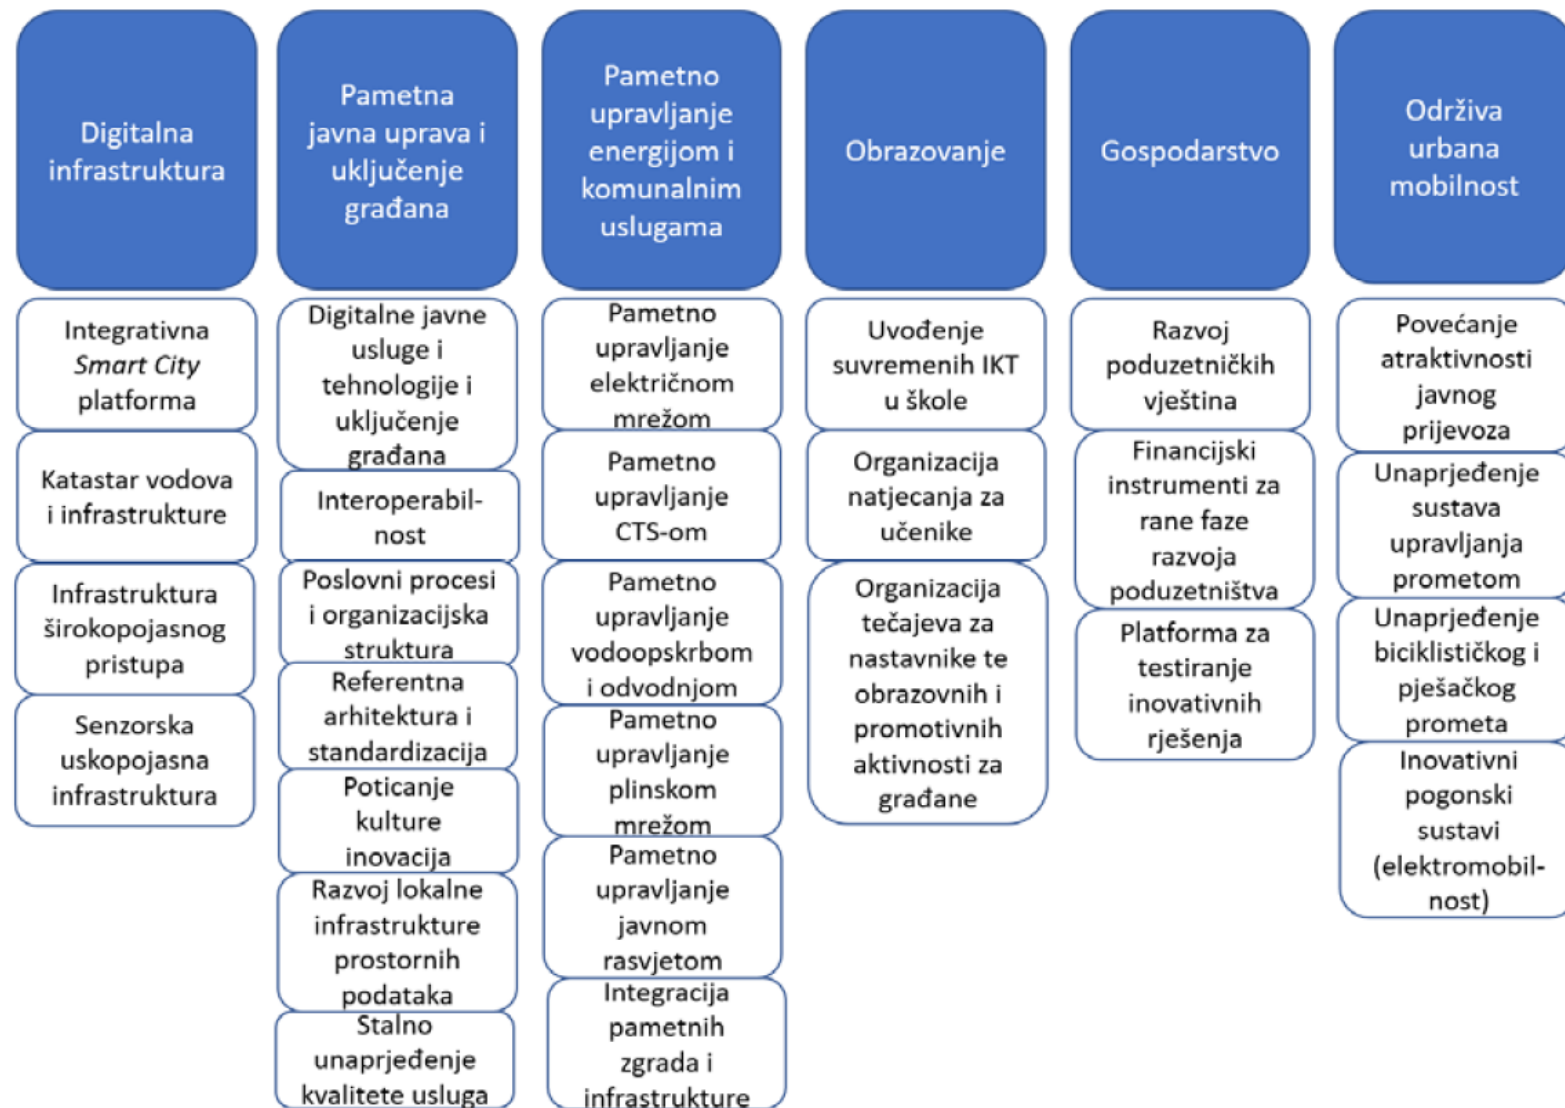 Digitalna
infrastruktura
Integrativna
Smart City
platforma
Katastar vodova
i infrastrukture
Infrastruktura
širokopojasnog
pristupa
Senzorska
uskopojasna
infrastruktura
Pametna
javna uprava i
uključenje
građana
Digitalne javne
usluge i
tehnologije i
uključenje
građana
Interoperabil-
nost
Poslovni procesi
i organizacijska
struktura
Referentna
arhitektura i
standardizacija
Poticanje
kulture
inovacija
Razvoj lokalne
infrastrukture
prostornih
podataka
Stalno
unaprjeđenje
kvalitete usluga
Pametno
upravljanje
energijom i
komunalnim
uslugama
Pametno
upravljanje
električnom
mrežom
Pametno
upravljanje
CTS-om
Pametno
upravljanje
vodoopskrbom
i odvodnjom
Pametno
upravljanje
plinskom
mrežom
Pametno
upravljanje
javnom
rasvjetom
Integracija
pametnih
zgrada i
infrastrukture
Obrazovanje
Uvođenje
suvremenih IKT
u škole
Organizacija
natjecanja za
učenike
Organizacija
tečajeva za
nastavnike te
obrazovnih i
promotivnih
aktivnosti za
građane
Gospodarstvo
Razvoj
poduzetničkih
vještina
Financijski
instrumenti za
rane faze
razvoja
poduzetništva
Platforma za
testiranje
inovativnih
rješenja
Održiva
urbana
mobilnost
Povećanje
atraktivnosti
javnog
prijevoza
Unaprjeđenje
sustava
upravljanja
prometom
Unaprjeđenje
biciklističkog i
pješačkog
prometa
Inovativni
pogonski
sustavi
(elektromobil-
nost)